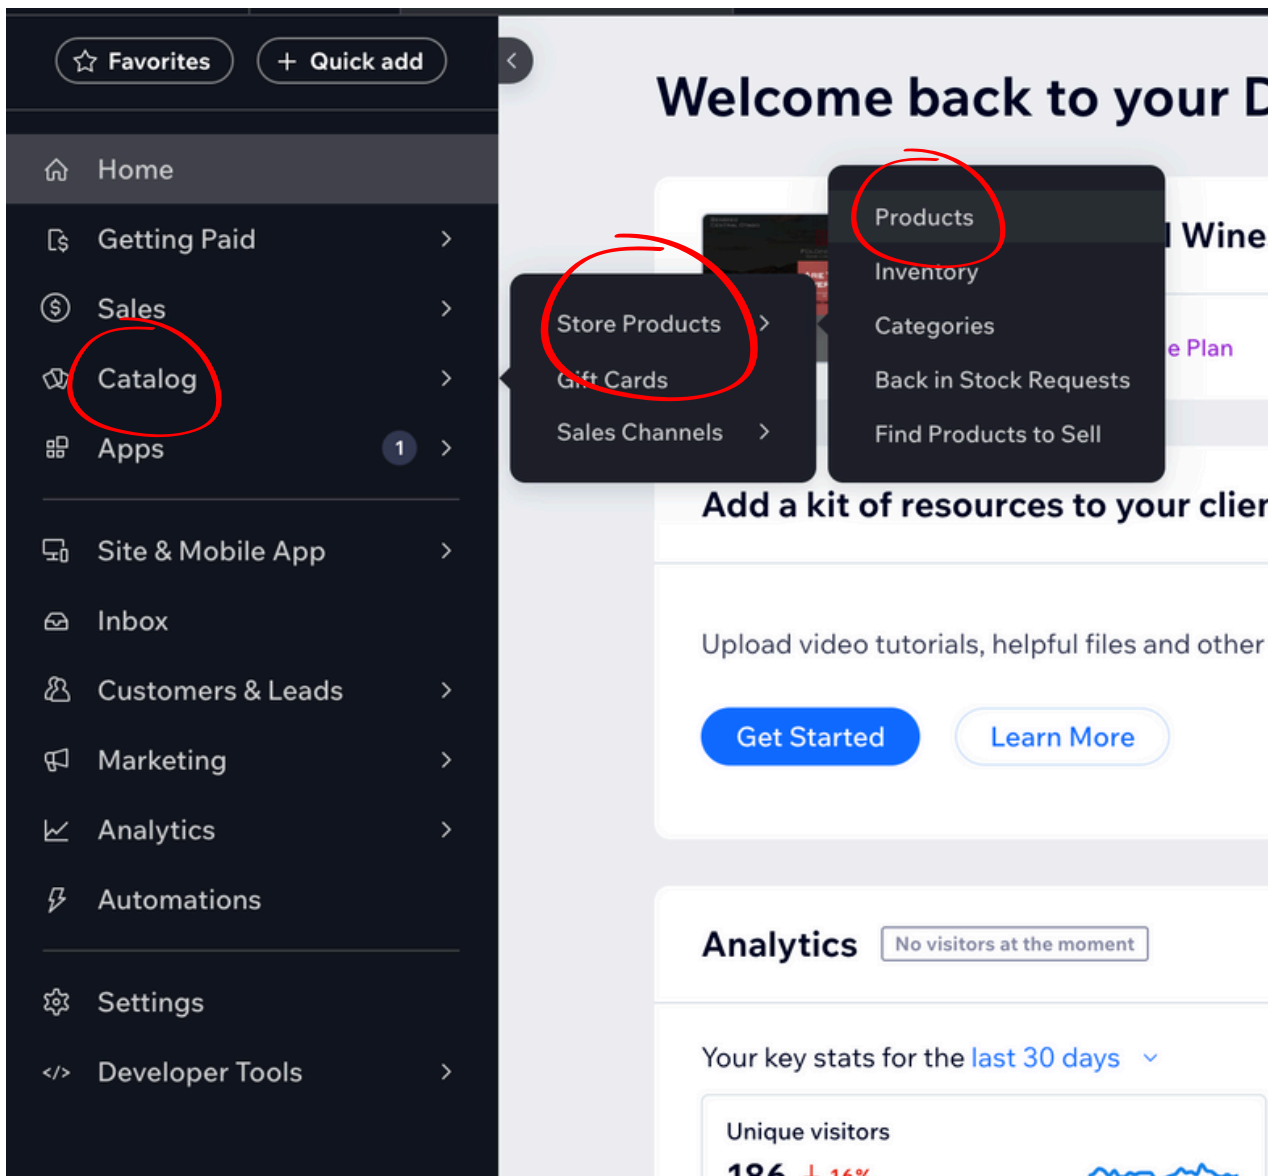 Favorites
+ Quick add
Home
Getting Paid
Sales
Catalog
Apps
1
Site & Mobile App
Inbox
Customers & Leads
Marketing
Analytics
Automations
Settings
Developer Tools
Store Products
Gift Cards
Sales Channels
Products
Inventory
Categories
Back in Stock Requests
Find Products to Sell
Welcome back to your
Wine
e Plan
Add a kit of resources to your
Upload video tutorials, helpful files and other
Get Started
Learn More
Analytics
No visitors at the moment
Your key stats for the last 30 days
Unique visitors
186
16%